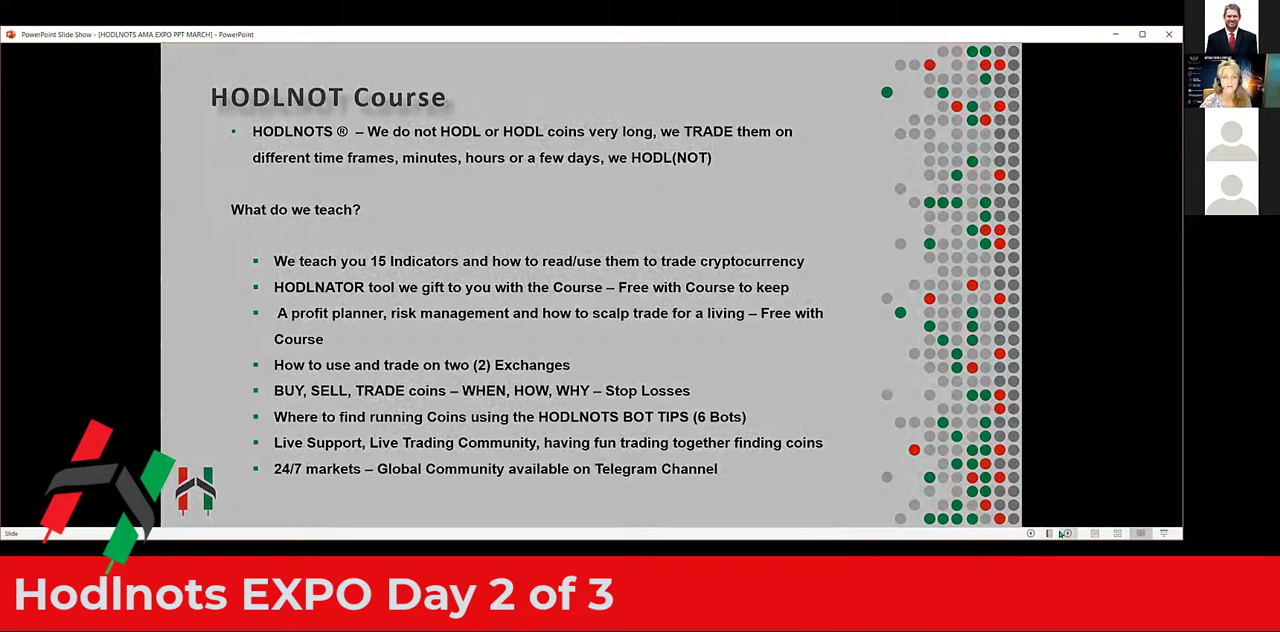 PowerPoint Slide Show - [HODLNOTS AMA EXPO PPT MARCH] - PowerPoint
HODLNOT Course
• HODLNOTS ® – We do not HODL or HODL coins very long, we TRADE them on
different time frames, minutes, hours or a few days, we HODL(NOT)
What do we teach?
▪ We teach you 15 Indicators and how to read/use them to trade cryptocurrency
▪ HODLNATOR tool we gift to you with the Course – Free with Course to keep
▪ A profit planner, risk management and how to scalp trade for a living – Free with
Course
▪ How to use and trade on two (2) Exchanges
▪ BUY, SELL, TRADE coins – WHEN, HOW, WHY – Stop Losses
▪ Where to find running Coins using the HODLNOTS BOT TIPS (6 Bots)
▪ Live Support, Live Trading Community, having fun trading together finding coins
▪ 24/7 markets – Global Community available on Telegram Channel
Slide
Hodlnots EXPO Day 2 of 3